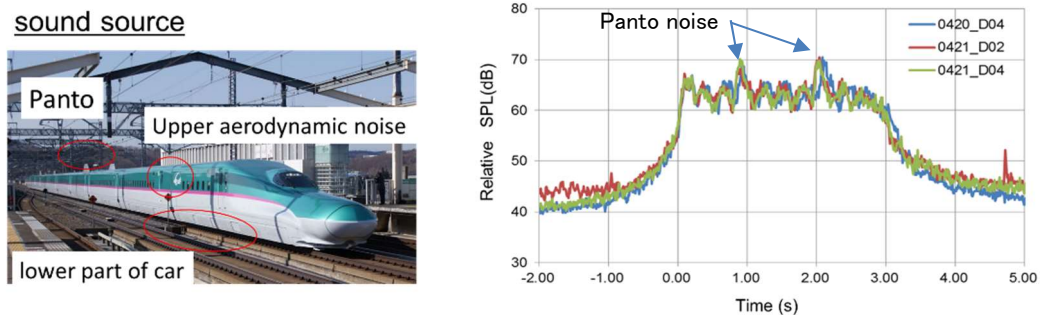 sound source
Panto
Upper aerodynamic noise
lower part of car
Panto noise
0420_D04
0421_D02
0421_D04
Relative SPL(dB)
80
70
60
50
40
30
-2.00 -1.00 0.00 1.00 2.00 3.00 4.00 5.00
Time (s)